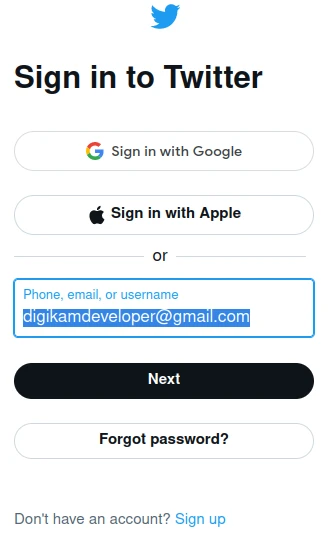 Sign in to Twitter
Sign in with Google
Sign in with Apple
or
Phone, email, or username
digikamdeveloper@gmail.com
Next
Forgot password?
Don't have an account? Sign up